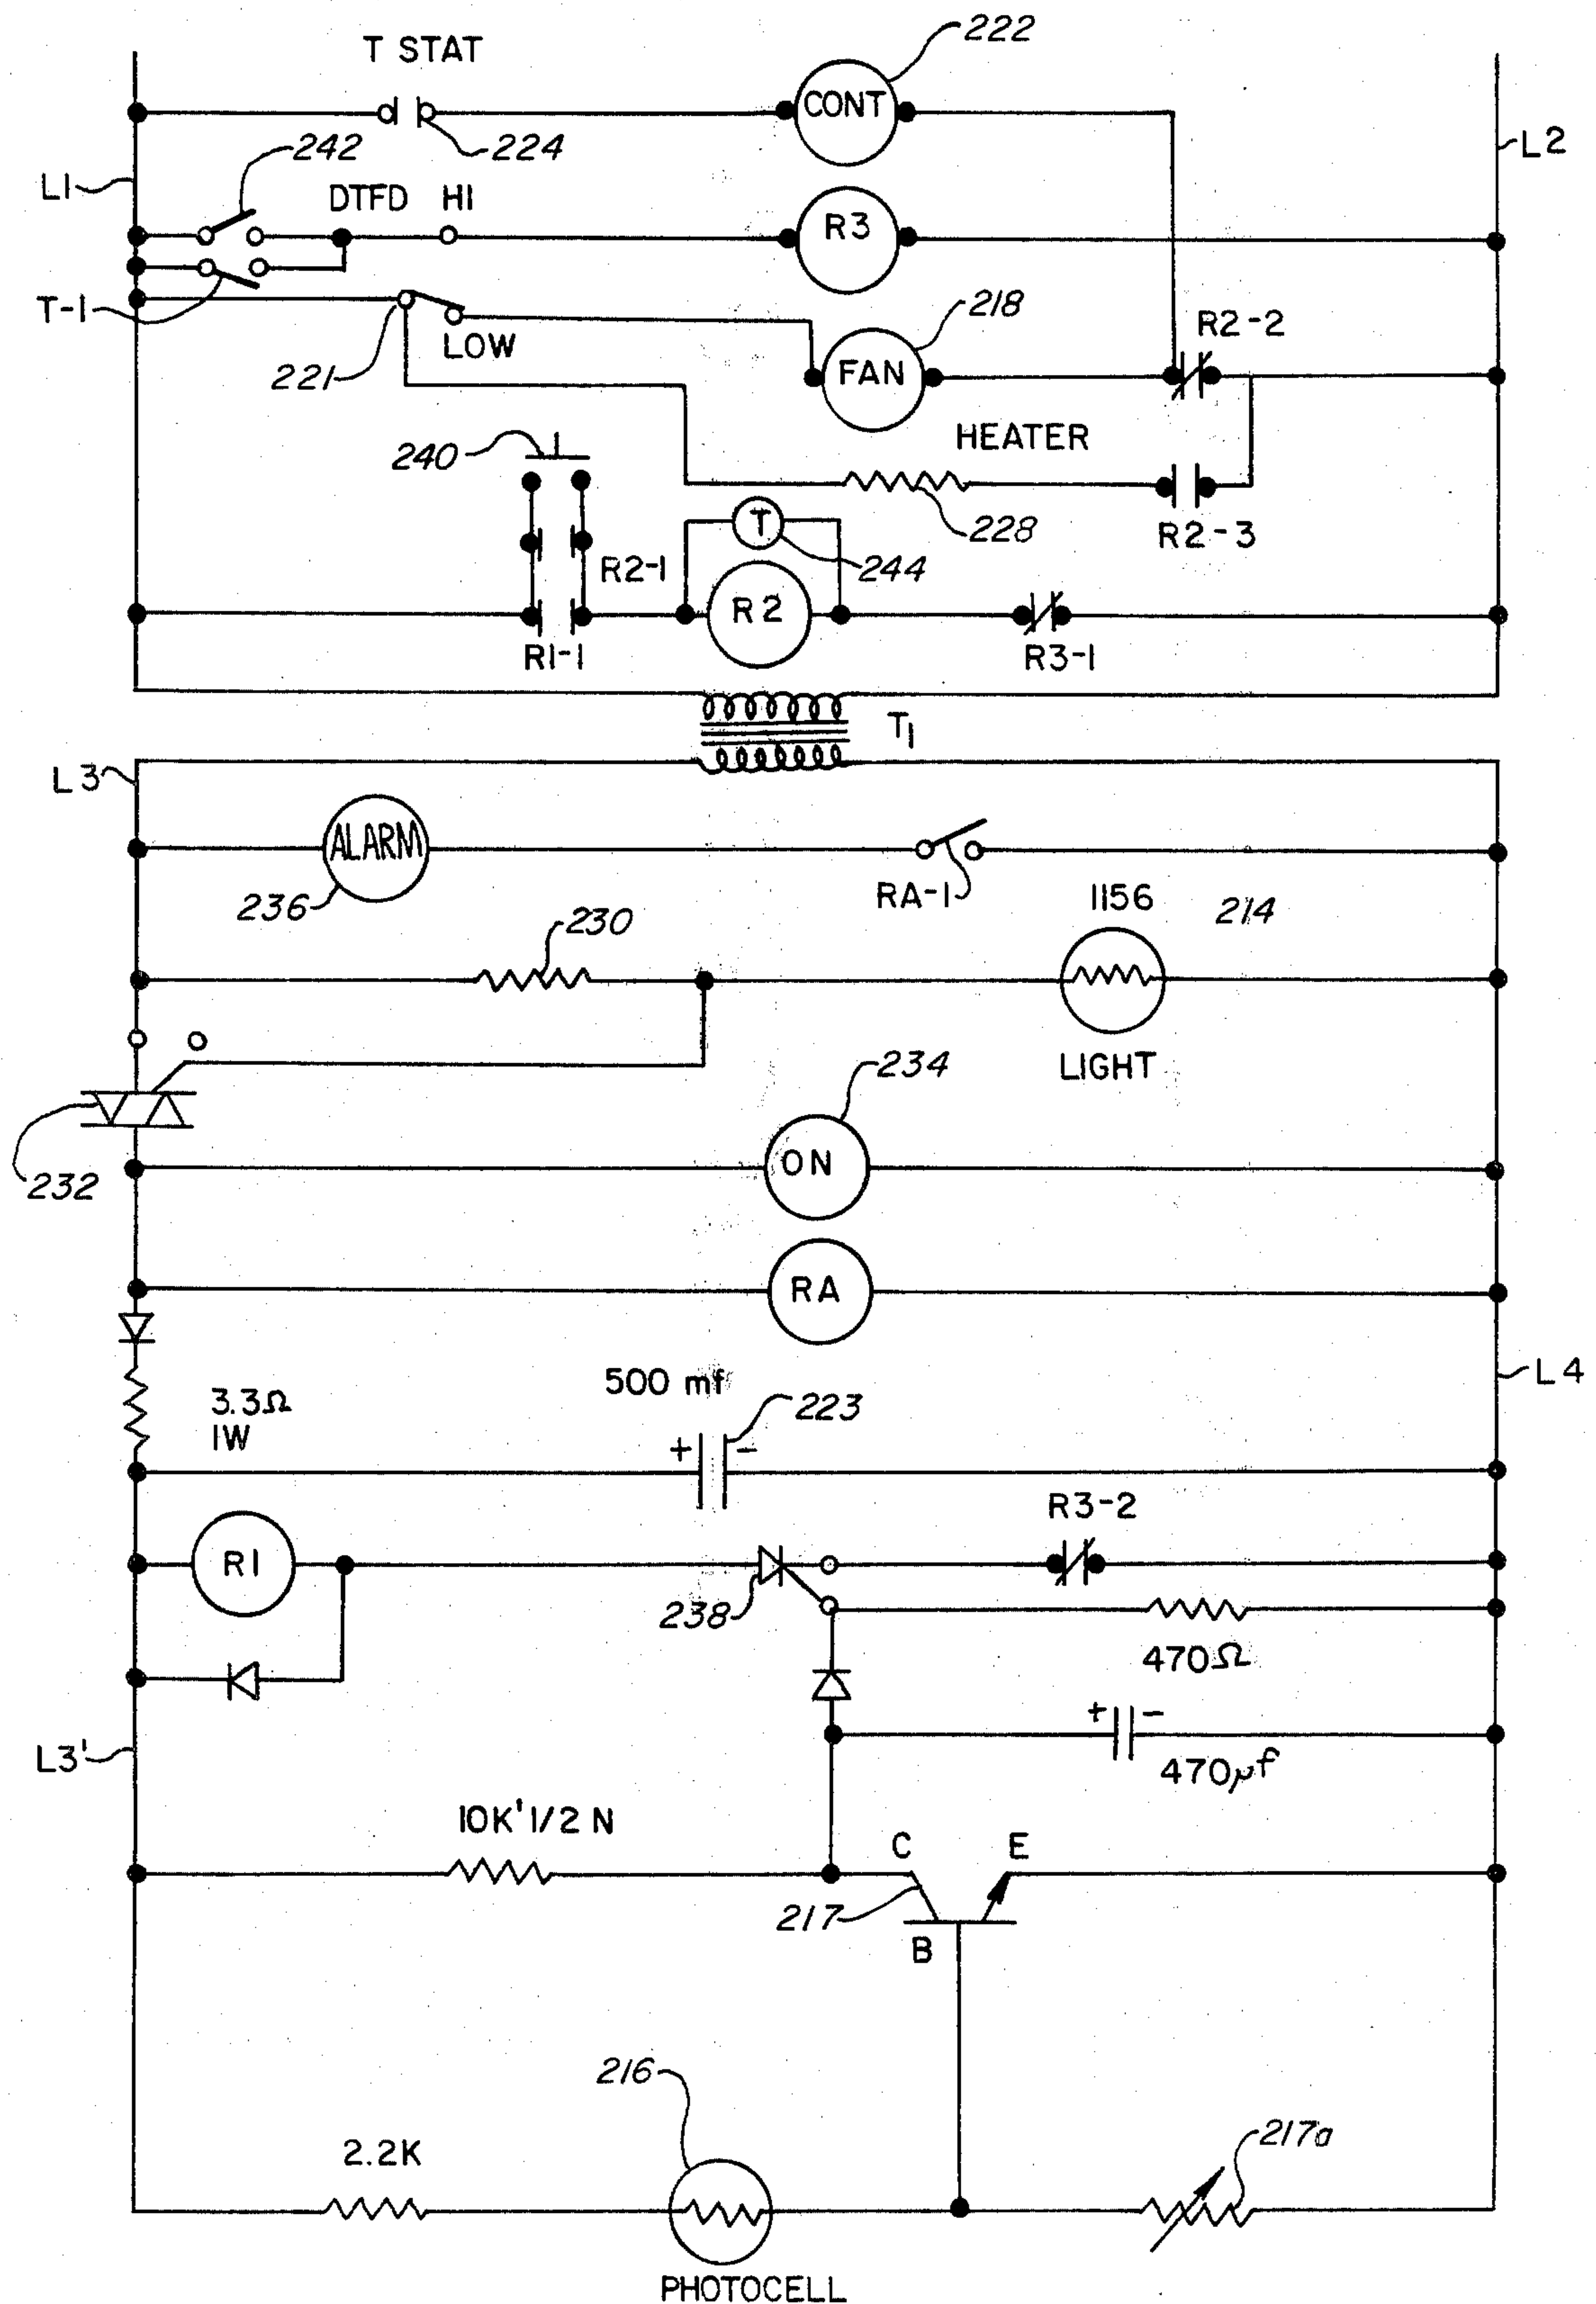 222
T STAT
CONT
224
242
L2
L1
DTFD HI
R3
T-1
218
R2-2
LOW
221
FAN
HEATER
240
228
R2-3
T
R2-1
244
R2
R1-1
R3-1
T1
L3
ALARM
236
RA-1
1156
214
230
LIGHT
234
232
ON
RA
3.3Ω
1W
500 mf
223
+ -
L4
R3-2
R1
238
470Ω
+ -
L3'
470µf
10K' 1/2 N
C E
217
B
216
217a
2.2K
PHOTOCELL